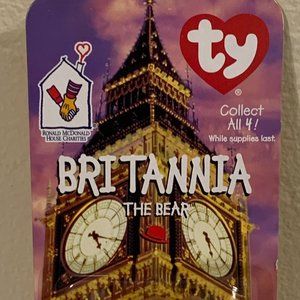 ty
®
Collect
All 4!
While supplies last.
RONALD McDONALD
HOUSE CHARITIES
BRITANNIA
THE BEAR